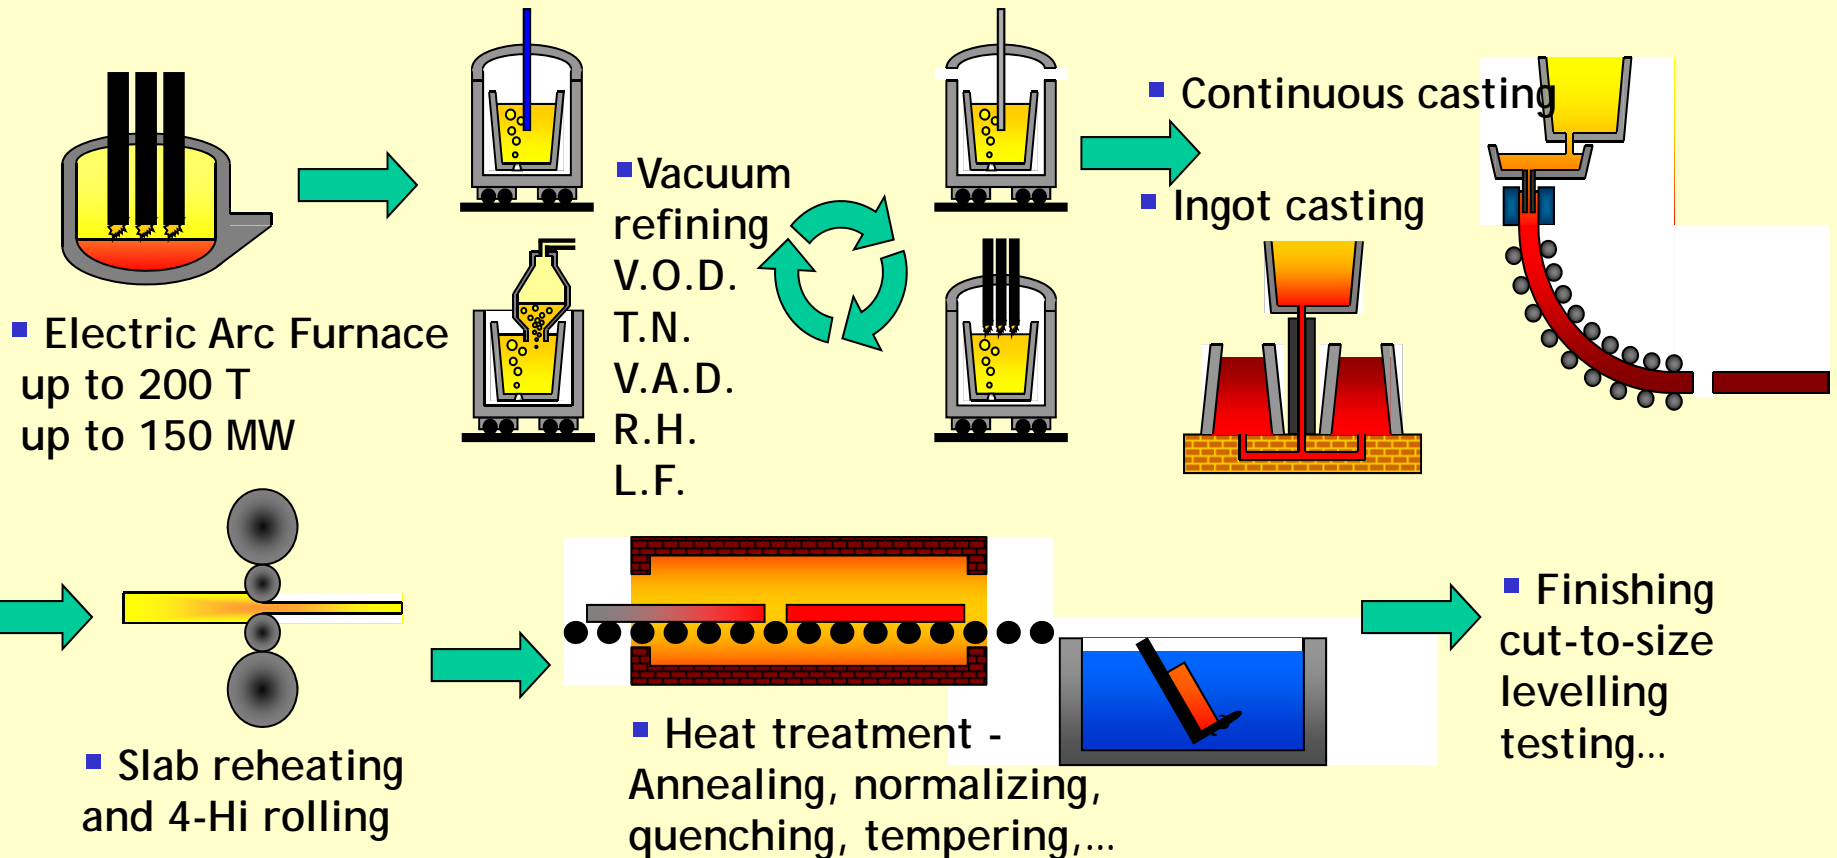 ▪ Electric Arc Furnace
up to 200 T
up to 150 MW
▪Vacuum
refining
V.O.D.
T.N.
V.A.D.
R.H.
L.F.
▪ Continuous casting
▪ Ingot casting
▪ Slab reheating
and 4-Hi rolling
▪ Heat treatment -
Annealing, normalizing,
quenching, tempering,...
▪ Finishing
cut-to-size
levelling
testing...